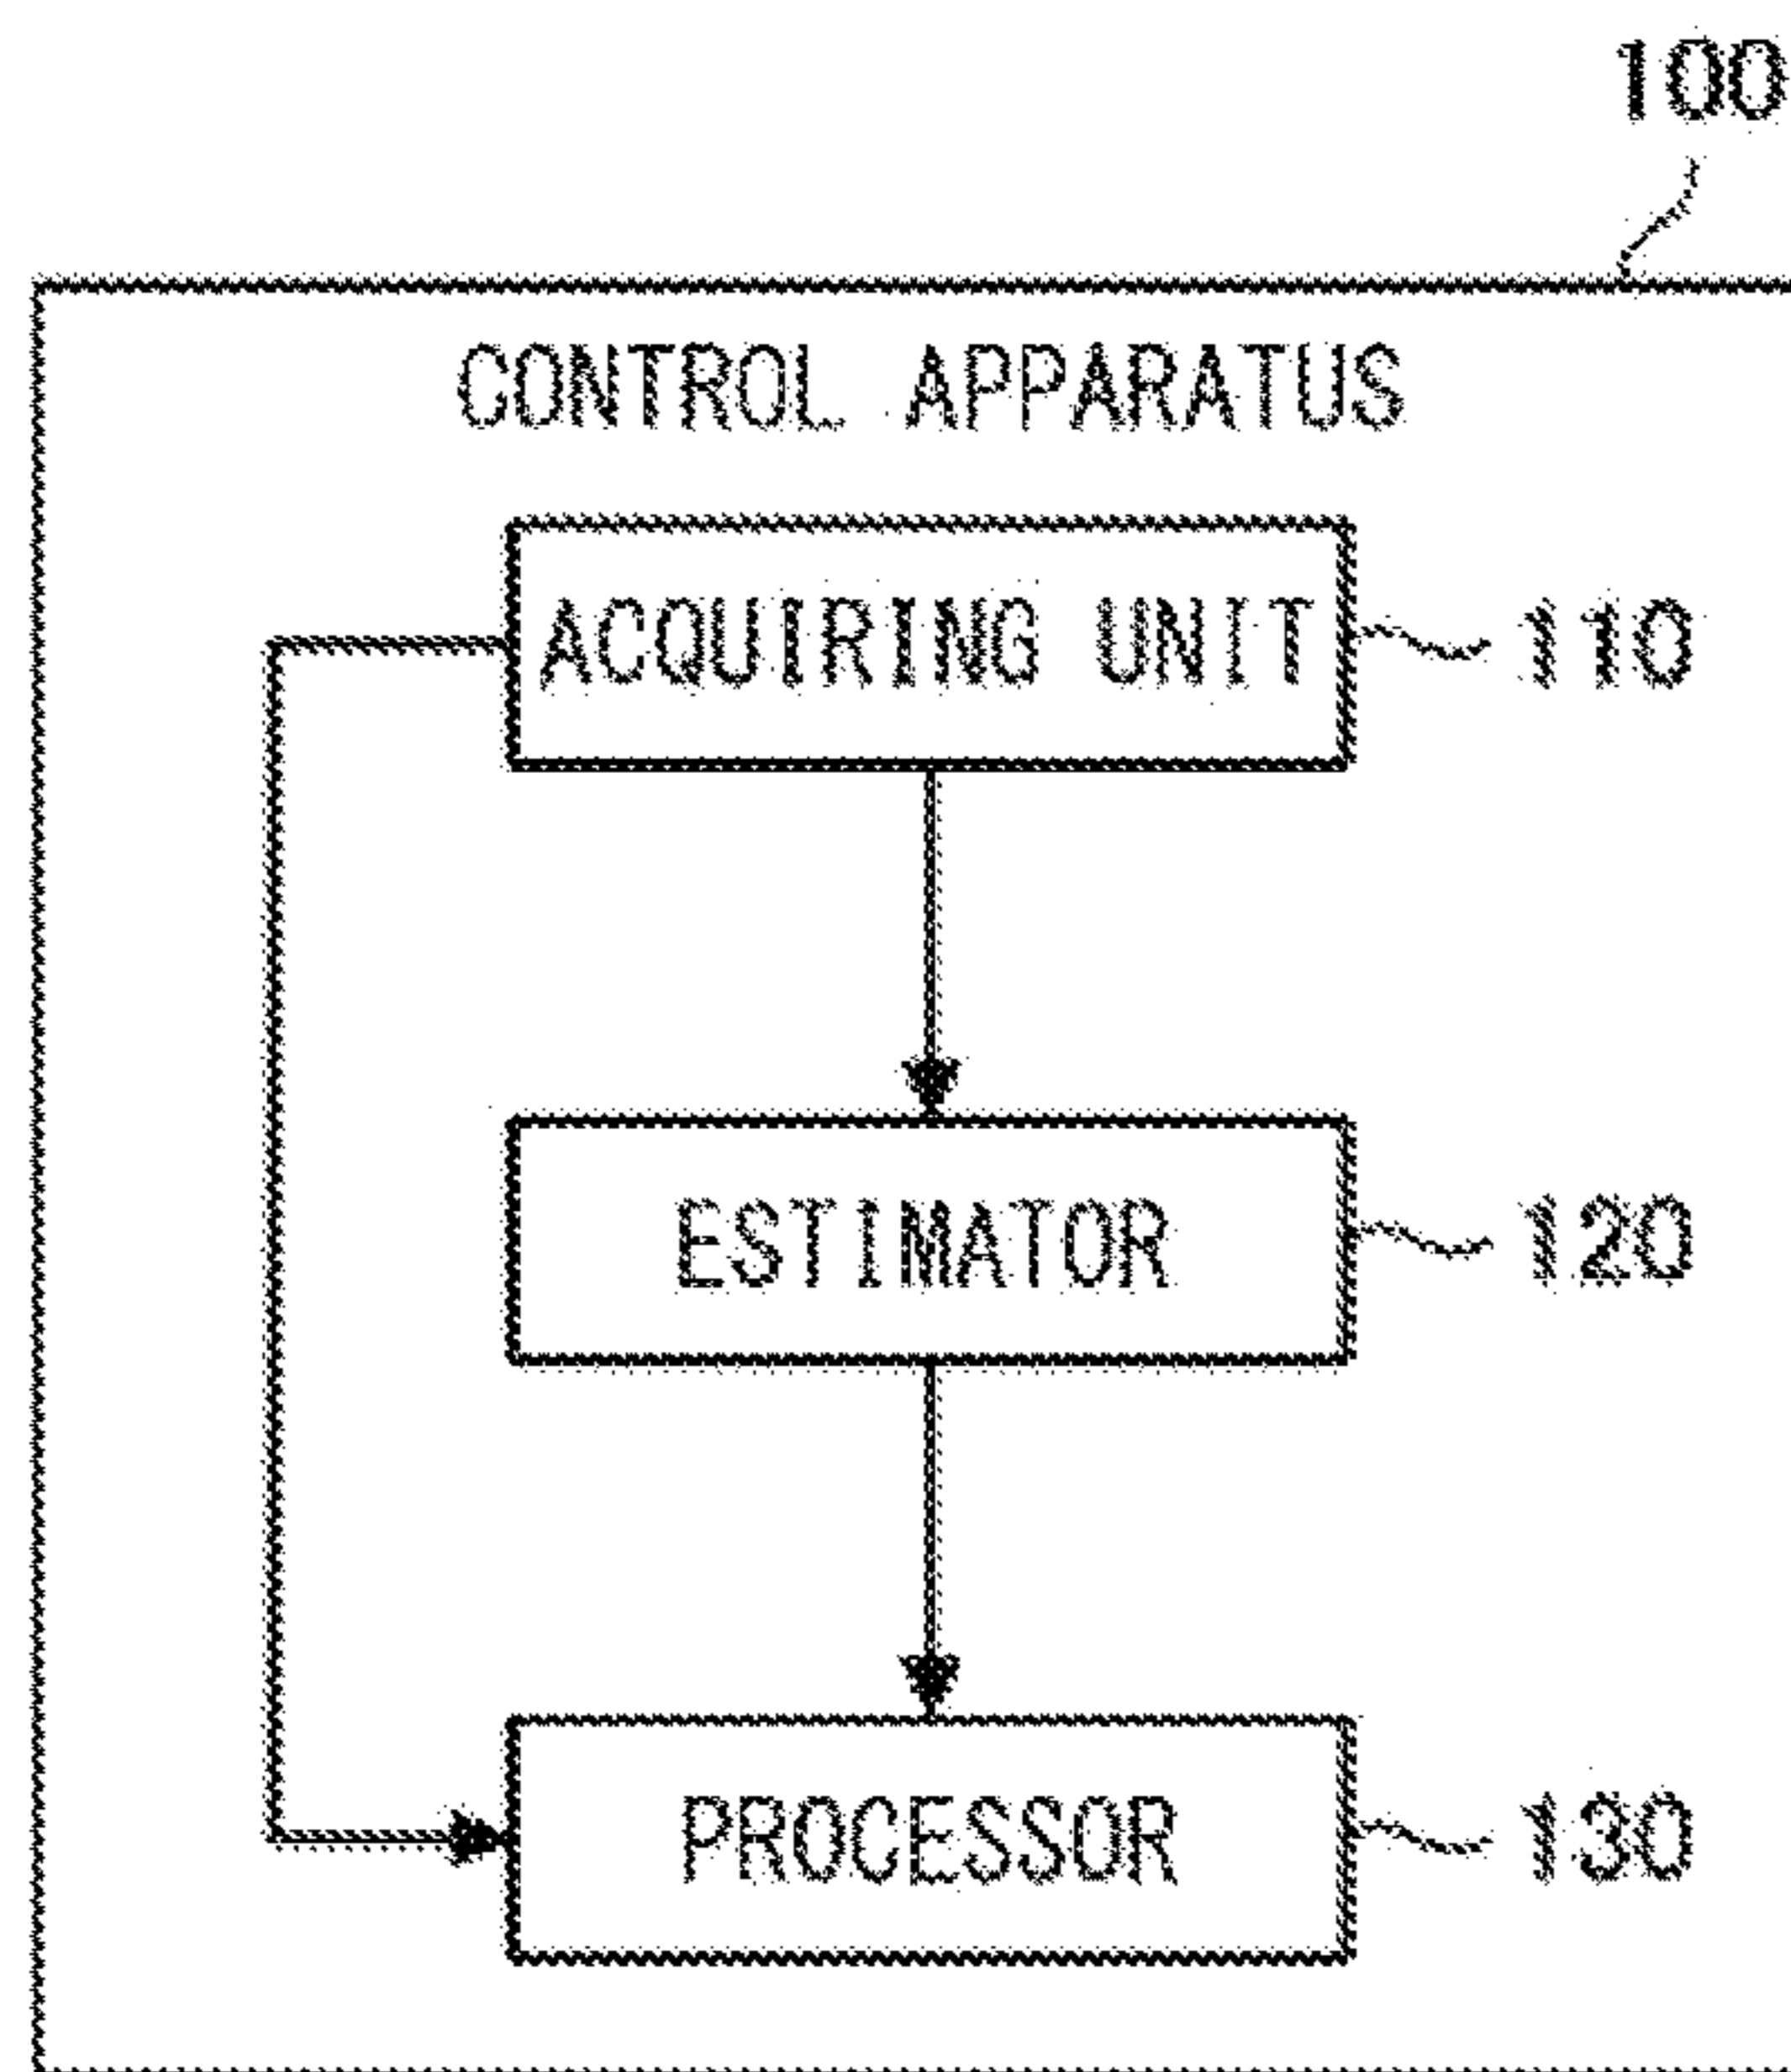 100
CONTROL APPARATUS
ACQUIRING UNIT 110
ESTIMATOR 120
PROCESSOR 130